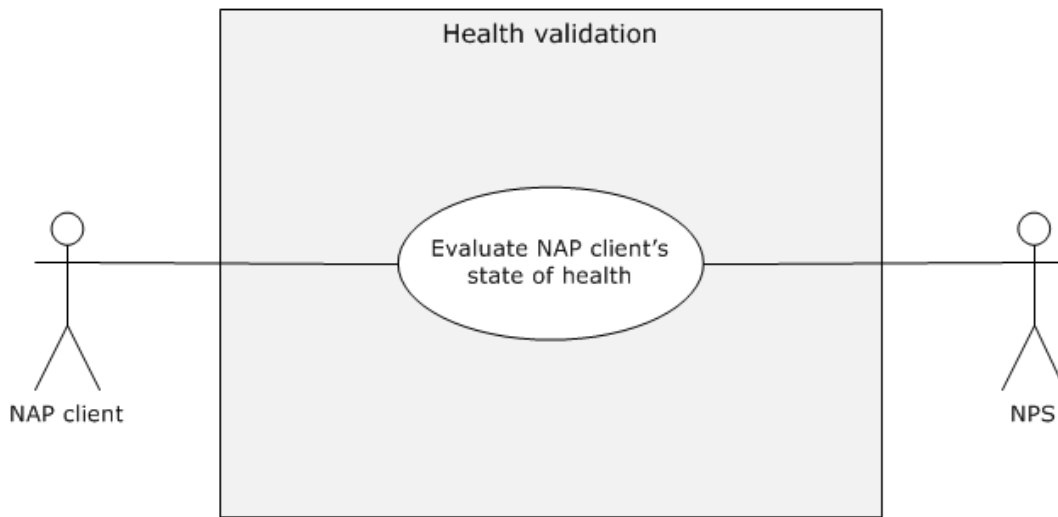 Health validation
Evaluate NAP client's
state of health
NAP client
NPS